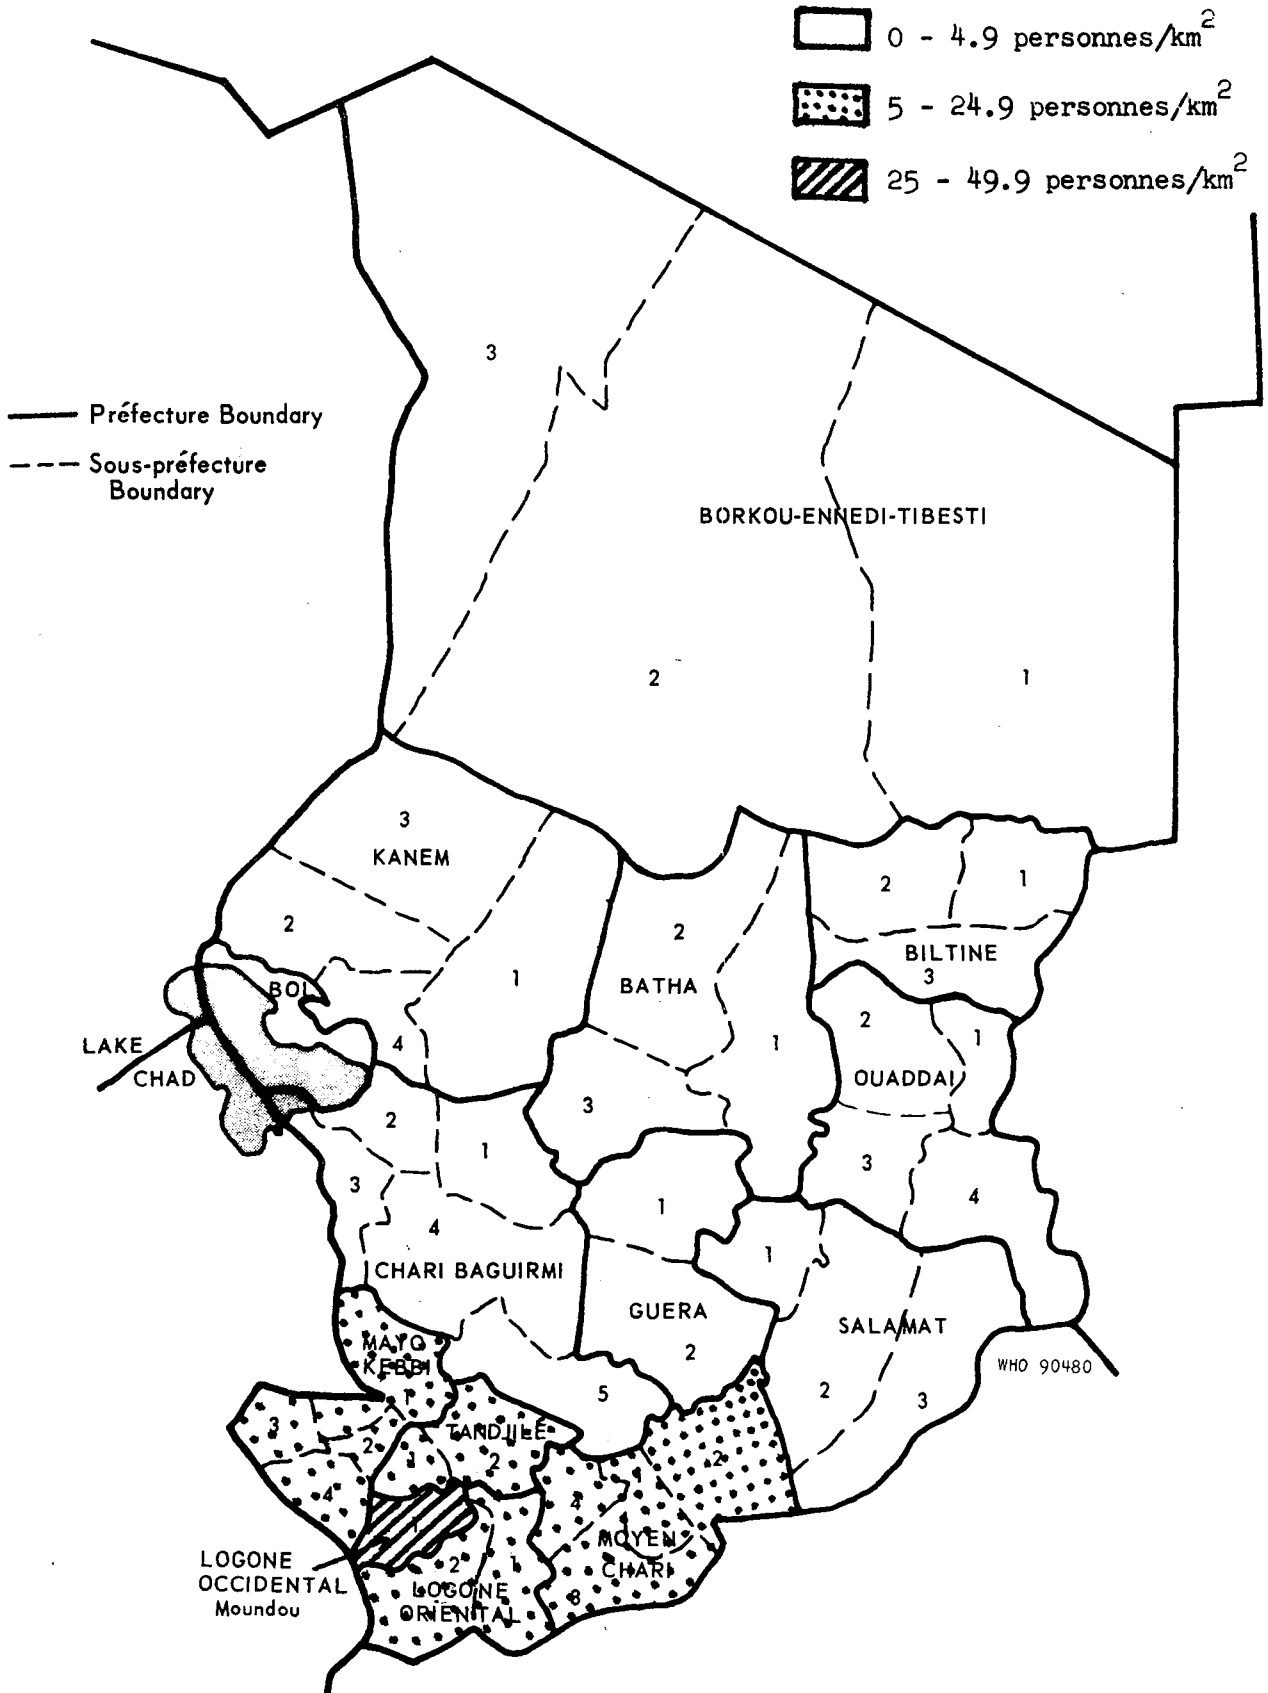 0 - 4.9 personnes/km²
5 - 24.9 personnes/km²
25 - 49.9 personnes/km²
3
Préfecture Boundary
Sous-préfecture
Boundary
BORKOU-ENNEDI-TIBESTI
2
1
3
KANEM
2
1
2
2
1
BILTINE
3
BATHA
1
BOL
4
2
1
OUADDAI
LAKE
CHAD
3
2
1
3
4
3
4
1
1
CHARI BAGUIRMI
GUERA
2
SALAMAT
WHO 90480
MAYO
KEBBI
1
5
2
3
3
2
TANDJILE
1
2
4
1
2
4
1
MOYEN
CHARI
3
LOGONE
OCCIDENTAL
Moundou
2
1
LOGONE
ORIENTAL